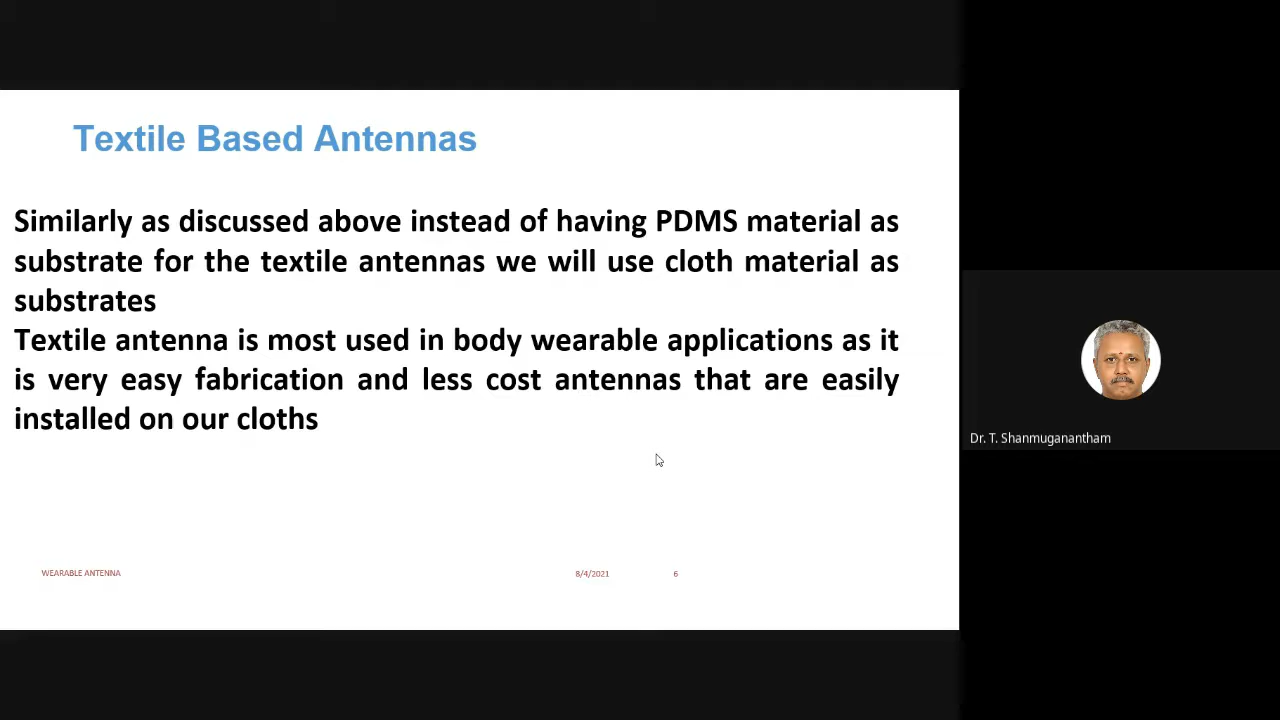 Textile Based Antennas
Similarly as discussed above instead of having PDMS material as
substrate for the textile antennas we will use cloth material as
substrates
Textile antenna is most used in body wearable applications as it
is very easy fabrication and less cost antennas that are easily
installed on our cloths
WEARABLE ANTENNA
8/4/2021
6
Dr. T. Shanmuganantham